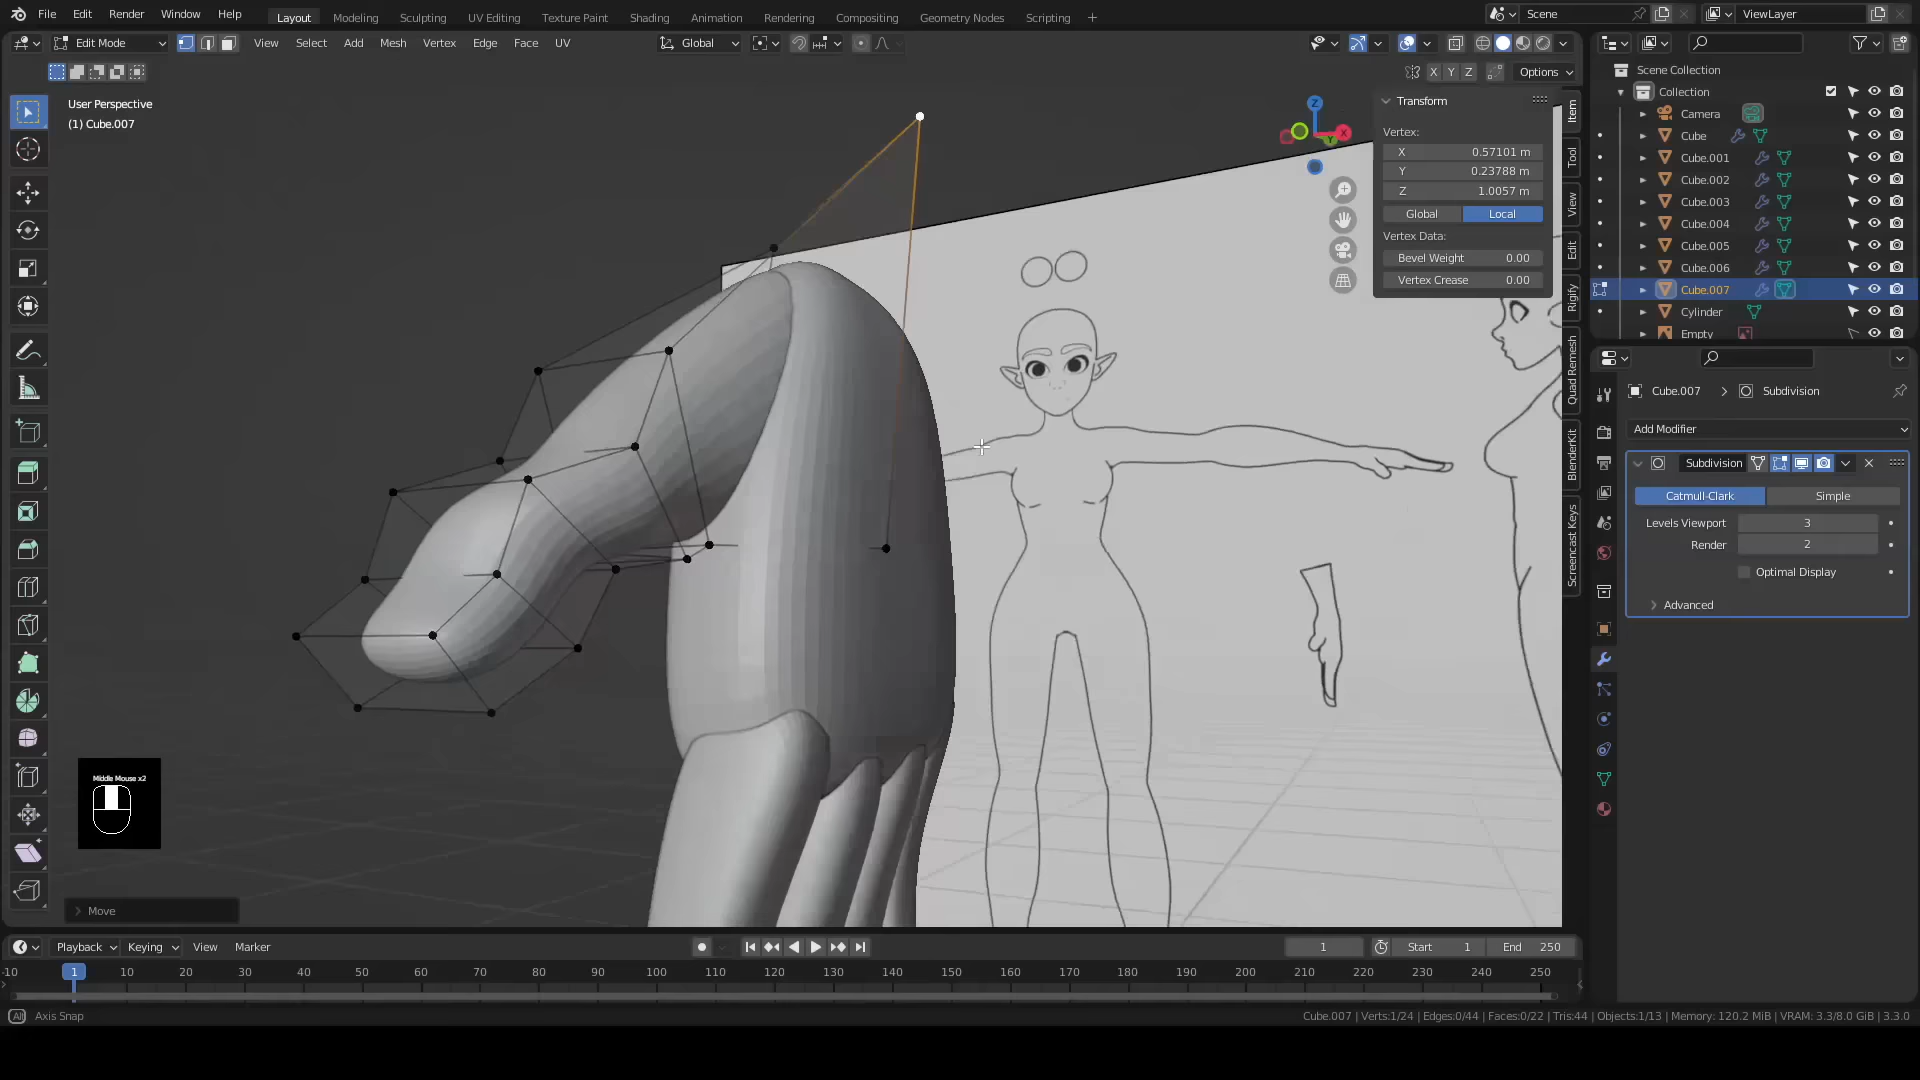 File Edit Render Window Help Layout Modeling Sculpting UV Editing Texture Paint Shading Animation Rendering Compositing Geometry Nodes Scripting Scene ViewLayer
Edit Mode View Select Add Mesh Vertex Edge Face UV Global
X Y Z Options
User Perspective
(1) Cube.007
Z
X
Y
Transform
Vertex:
X 0.57101 m
Y 0.23788 m
Z 1.0057 m
Global Local
Vertex Data:
Bevel Weight 0.00
Vertex Crease 0.00
Item
Tool
View
Edit
Rigify
Quad Remesh
BlenderKit
Screencast Keys
Scene Collection
Collection
Camera
Cube
Cube.001
Cube.002
Cube.003
Cube.004
Cube.005
Cube.006
Cube.007
Cylinder
Empty
Cube.007 Subdivision
Add Modifier
Subdivision
Catmull-Clark Simple
Levels Viewport 3
Render 2
Optimal Display
Advanced
Middle Mouse x2
Move
Playback Keying View Marker 1 Start 1 End 250
-10 1 10 20 30 40 50 60 70 80 90 100 110 120 130 140 150 160 170 180 190 200 210 220 230 240 250
Alt Axis Snap Cube.007 | Verts:1/24 | Edges:0/44 | Faces:0/22 | Tris:44 | Objects:1/13 | Memory: 120.2 MiB | VRAM: 3.3/8.0 GiB | 3.3.0